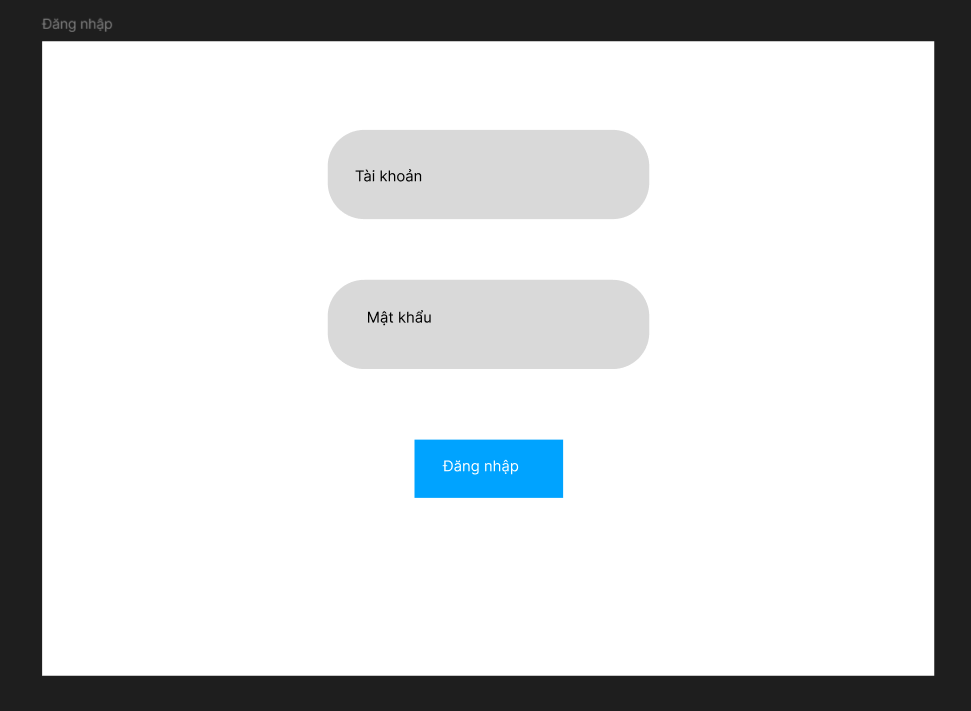 Đăng nhập
Tài khoản
Mật khẩu
Đăng nhập